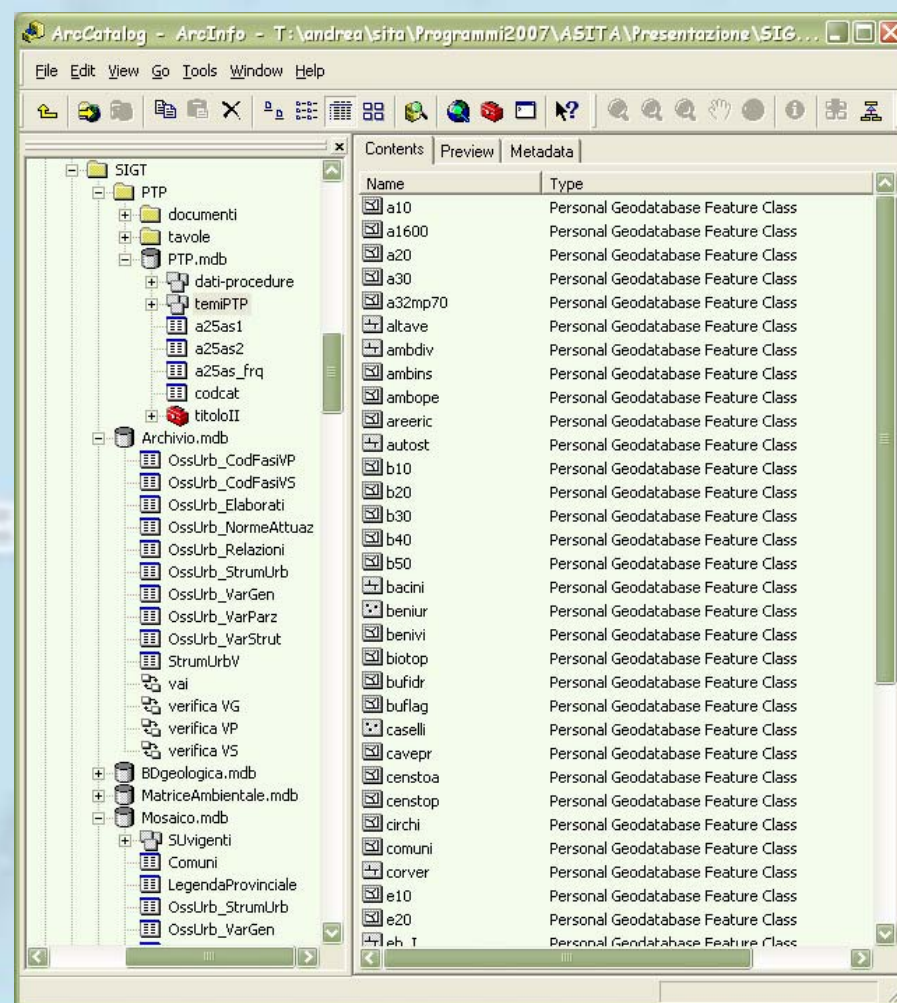 ArcCatalog - ArcInfo - T:\andrea\sita\Programmi2007\ASITA\Presentazione\SIG...
File Edit View Go Tools Window Help
SIGT
PTP
documenti
tavole
PTP.mdb
dati-procedure
temiPTP
a25as1
a25as2
a25as_frq
codcat
titoloII
Archivio.mdb
OssUrb_CodFasiVP
OssUrb_CodFasiVS
OssUrb_Elaborati
OssUrb_NormeAttuaz
OssUrb_Relazioni
OssUrb_StrumUrb
OssUrb_VarGen
OssUrb_VarParz
OssUrb_VarStrut
StrumUrbV
vai
verifica VG
verifica VP
verifica VS
BDgeologica.mdb
MatriceAmbientale.mdb
Mosaico.mdb
SUvigenti
Comuni
LegendaProvinciale
OssUrb_StrumUrb
OssUrb_VarGen
Contents Preview Metadata
Name Type
a10 Personal Geodatabase Feature Class
a1600 Personal Geodatabase Feature Class
a20 Personal Geodatabase Feature Class
a30 Personal Geodatabase Feature Class
a32mp70 Personal Geodatabase Feature Class
altave Personal Geodatabase Feature Class
ambdiv Personal Geodatabase Feature Class
ambins Personal Geodatabase Feature Class
ambope Personal Geodatabase Feature Class
areeric Personal Geodatabase Feature Class
autost Personal Geodatabase Feature Class
b10 Personal Geodatabase Feature Class
b20 Personal Geodatabase Feature Class
b30 Personal Geodatabase Feature Class
b40 Personal Geodatabase Feature Class
b50 Personal Geodatabase Feature Class
bacini Personal Geodatabase Feature Class
beniur Personal Geodatabase Feature Class
benivi Personal Geodatabase Feature Class
biotop Personal Geodatabase Feature Class
bufidr Personal Geodatabase Feature Class
buflag Personal Geodatabase Feature Class
caselli Personal Geodatabase Feature Class
cavepr Personal Geodatabase Feature Class
censtoa Personal Geodatabase Feature Class
censtop Personal Geodatabase Feature Class
circhi Personal Geodatabase Feature Class
comuni Personal Geodatabase Feature Class
corver Personal Geodatabase Feature Class
e10 Personal Geodatabase Feature Class
e20 Personal Geodatabase Feature Class
Personal Geodatabase Feature Class